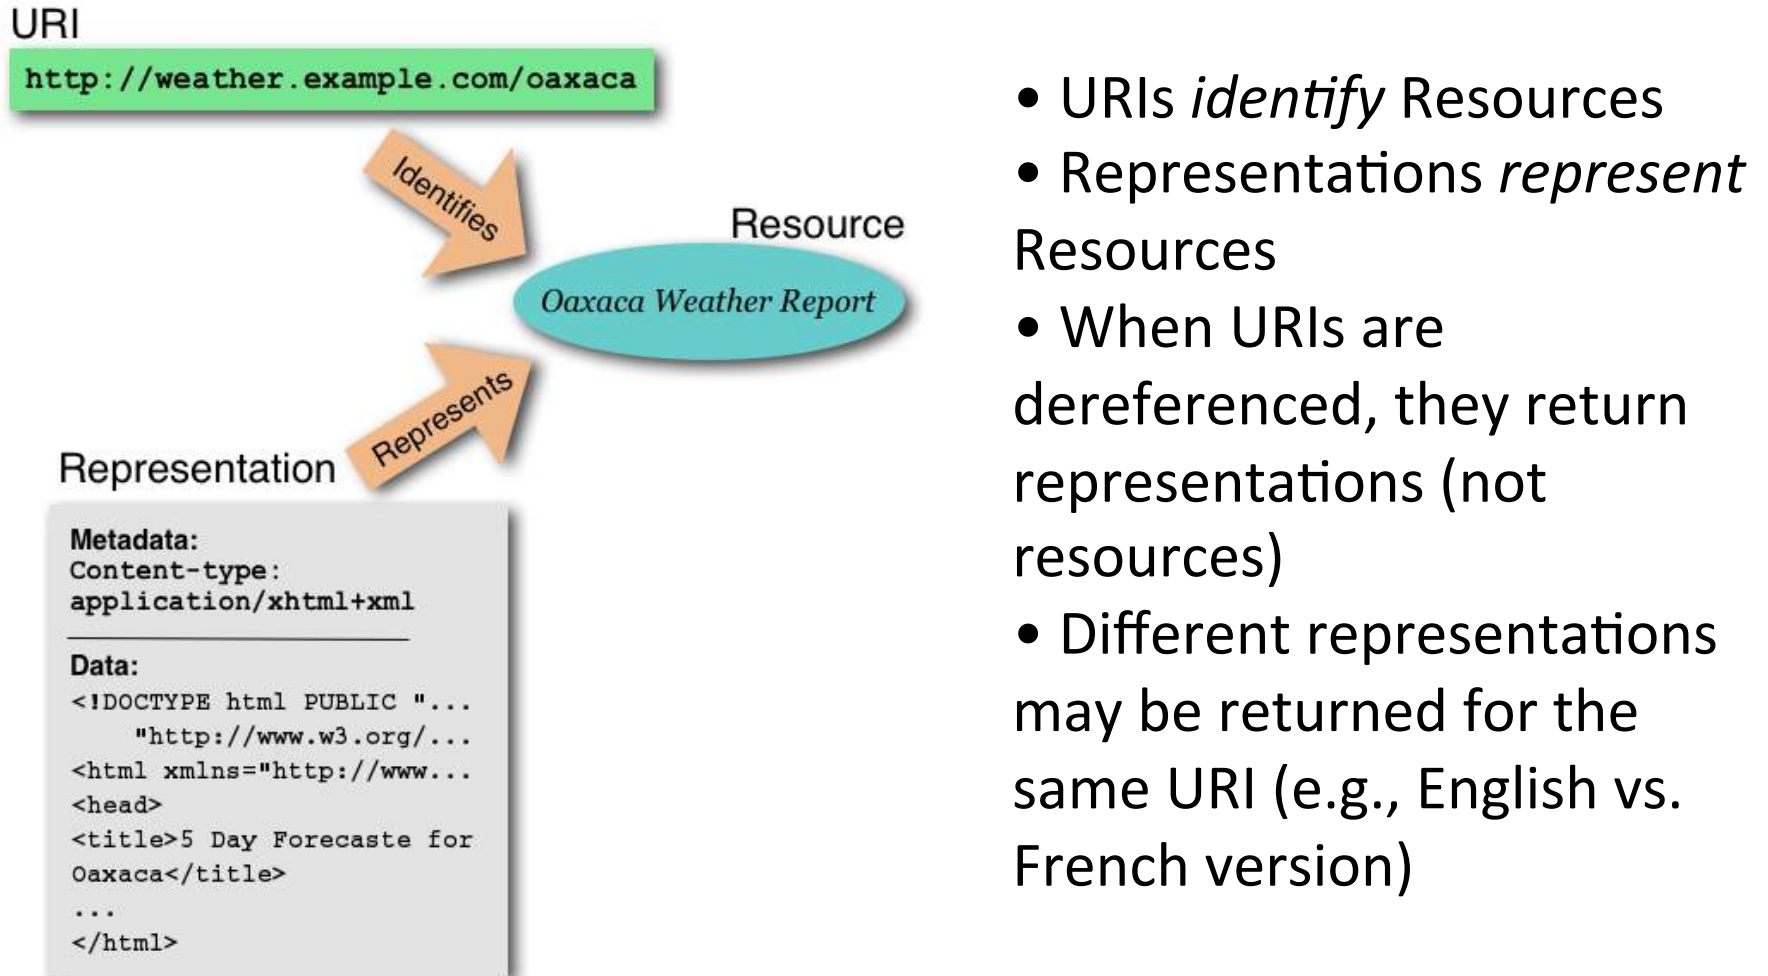 URI
http://weather.example.com/oaxaca
Identifies
Resource
Oaxaca Weather Report
Represents
Representation
Metadata:
Content-type:
application/xhtml+xml
Data:
<!DOCTYPE html PUBLIC "...
"http://www.w3.org/...
<html xmlns="http://www...
<head>
<title>5 Day Forecaste for
Oaxaca</title>
...
</html>
• URIs identify Resources
• Representations represent
Resources
• When URIs are
dereferenced, they return
representations (not
resources)
• Different representations
may be returned for the
same URI (e.g., English vs.
French version)